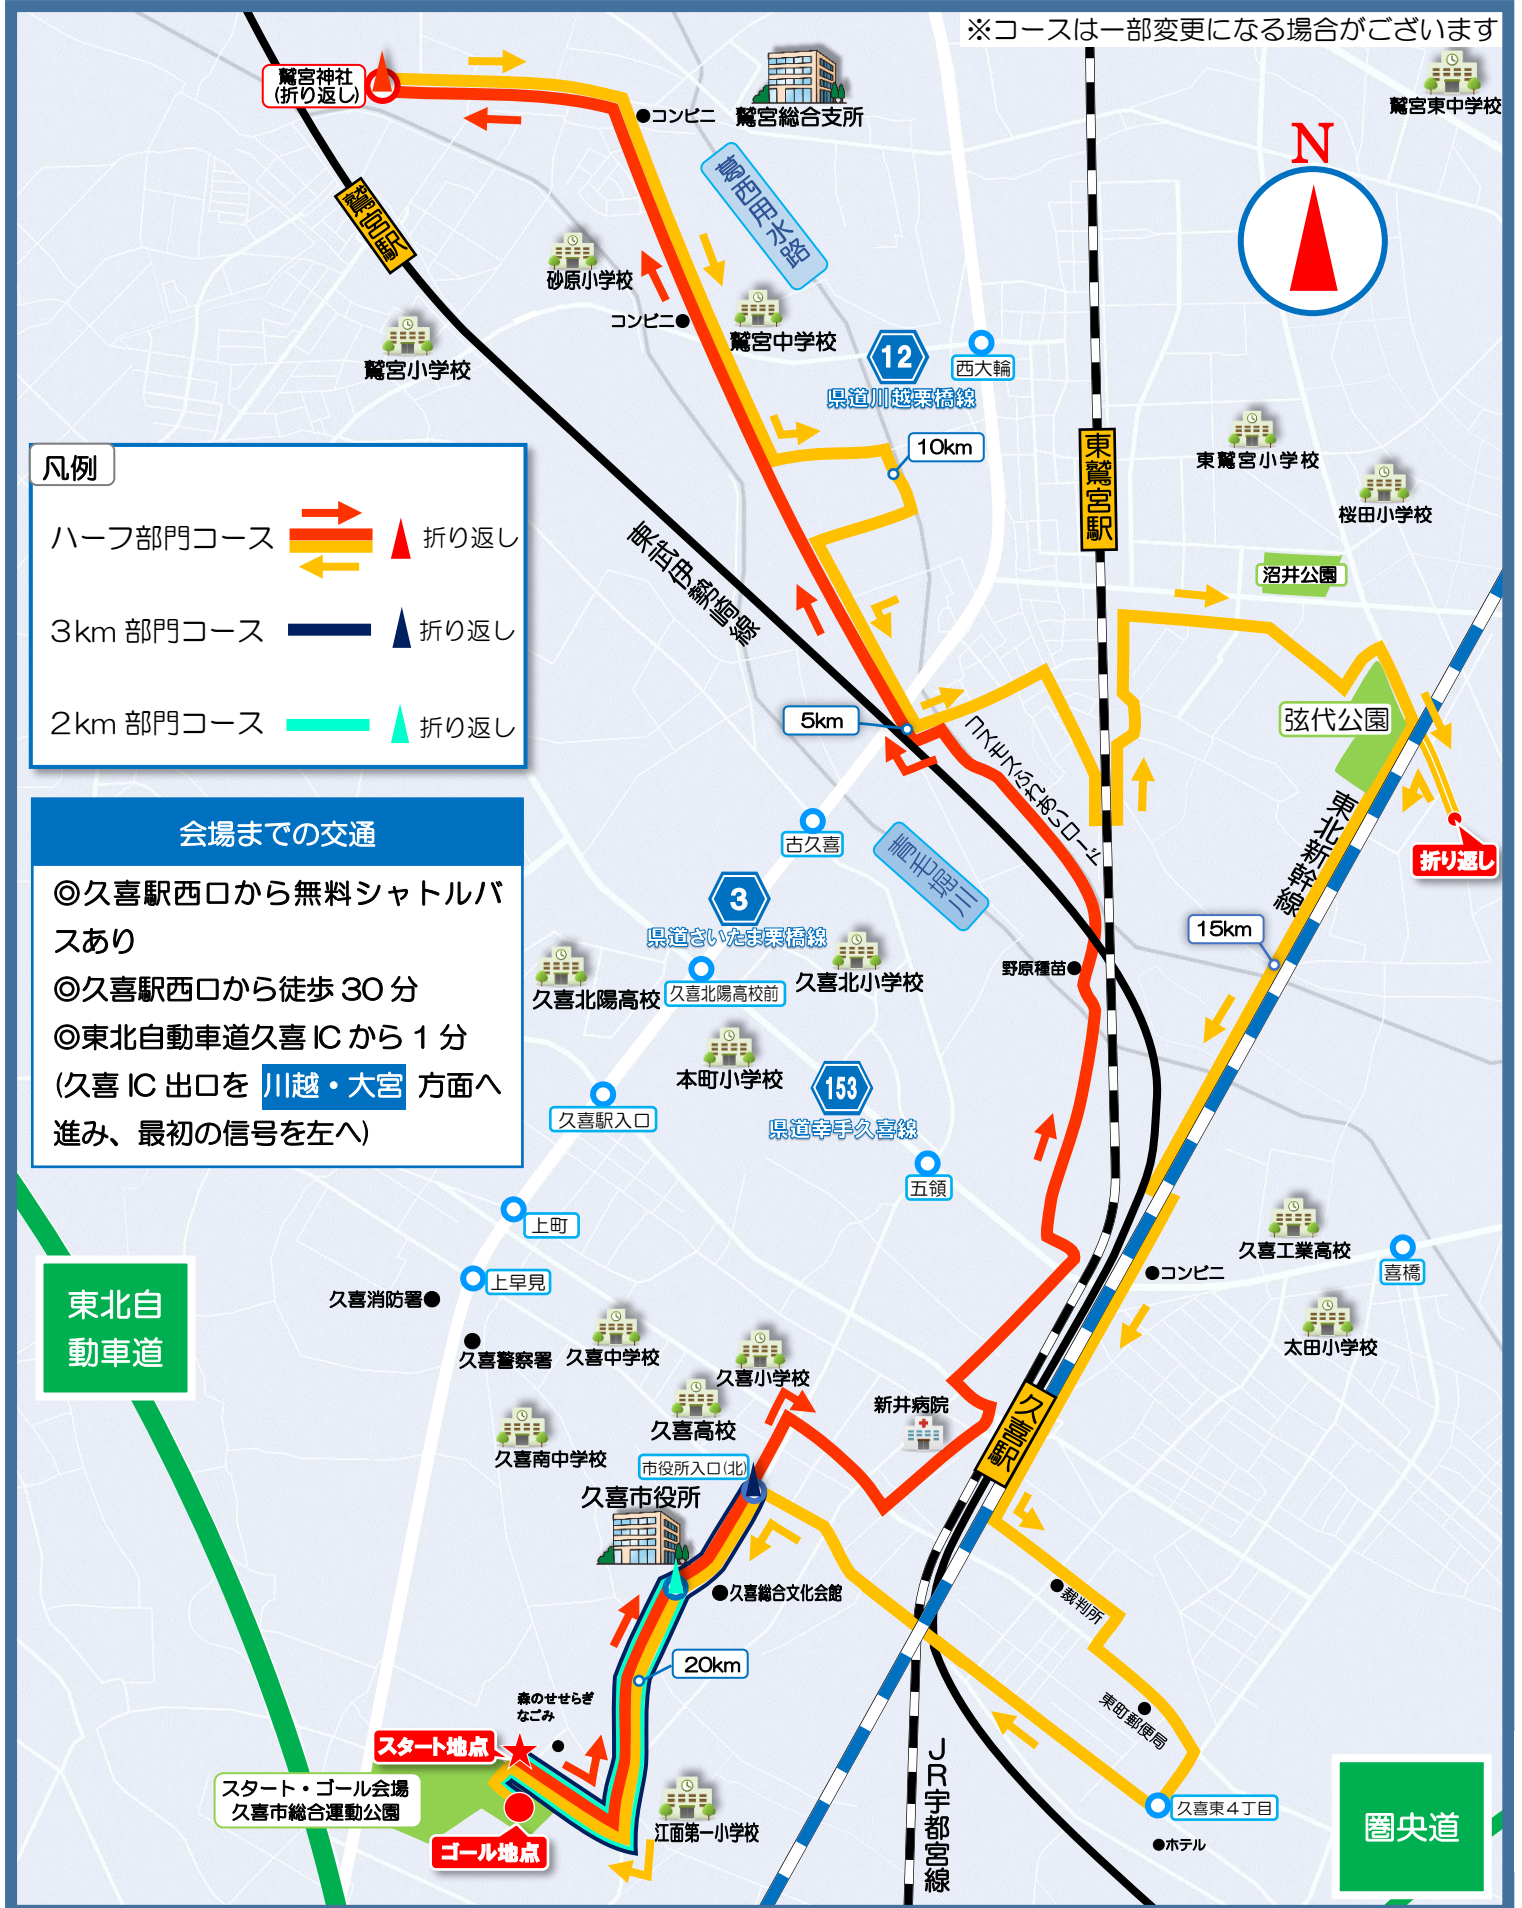 ※コースは一部変更になる場合がございます
鷲宮神社
(折り返し)
コンビニ
鷲宮総合支所
鷲宮東中学校
N
葛西用水路
鷲宮駅
砂原小学校
コンビニ
鷲宮中学校
鷲宮小学校
12
県道川越栗橋線
西大輪
10km
東鷲宮駅
東鷲宮小学校
桜田小学校
沼井公園
凡例
ハーフ部門コース
折り返し
3km 部門コース
折り返し
2km 部門コース
折り返し
東武伊勢崎線
5km
コスモスふれあいロード
弦代公園
折り返し
東北新幹線
15km
古久喜
青毛堀川
3
県道さいたま栗橋線
久喜北陽高校
久喜北陽高校前
久喜北小学校
野原種苗
会場までの交通
◎久喜駅西口から無料シャトルバ
スあり
◎久喜駅西口から徒歩 30 分
◎東北自動車道久喜 IC から 1 分
(久喜 IC 出口を 川越・大宮 方面へ
進み、最初の信号を左へ)
本町小学校
153
県道幸手久喜線
久喜駅入口
五領
上町
上早見
久喜消防署
久喜警察署
久喜中学校
久喜小学校
久喜高校
久喜南中学校
新井病院
久喜工業高校
喜橋
コンビニ
太田小学校
久喜駅
東北自
動車道
市役所入口(北)
久喜市役所
久喜総合文化会館
裁判所
20km
東町郵便局
森のせせらぎ
なごみ
スタート地点
スタート・ゴール会場
久喜市総合運動公園
ゴール地点
江面第一小学校
JR宇都宮線
久喜東4丁目
ホテル
圏央道